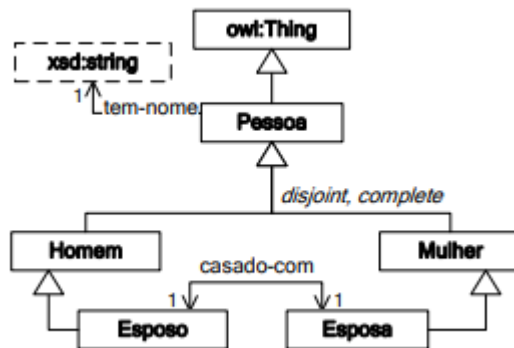 owl:Thing
xsd:string
1
tem-nome
Pessoa
disjoint, complete
Homem
Mulher
casado-com
1
1
Esposo
Esposa